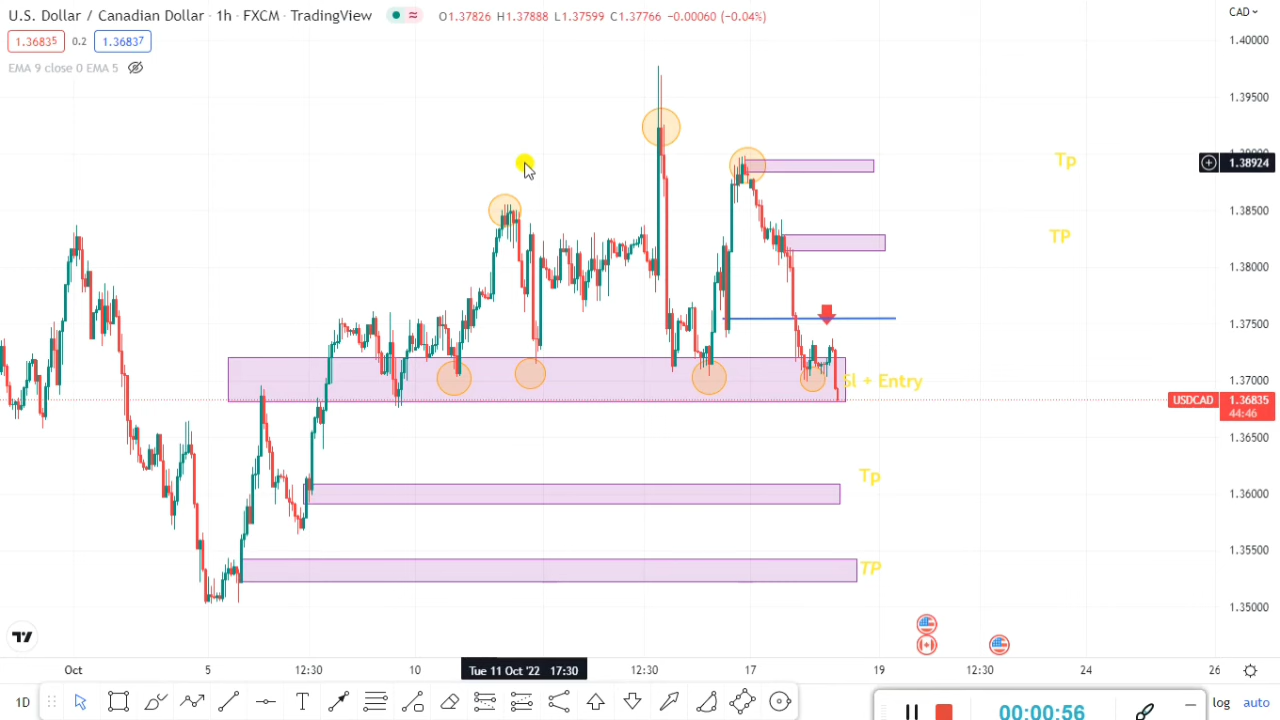 U.S. Dollar / Canadian Dollar · 1h · FXCM · TradingView O1.37826 H1.37888 L1.37599 C1.37766 −0.00060 (−0.04%) CAD
1.36835 0.2 1.36837
EMA 9 close 0 EMA 5
1.40000
1.39500
1.38924
Tp
1.38500
TP
1.38000
1.37500
1.37000
Sl + Entry
USDCAD 1.36835
44:46
1.36500
Tp
1.36000
1.35500
TP
1.35000
Oct 5 12:30 10 Tue 11 Oct '22 17:30 12:30 17 19 12:30 24 26
1D log auto
00:00:56